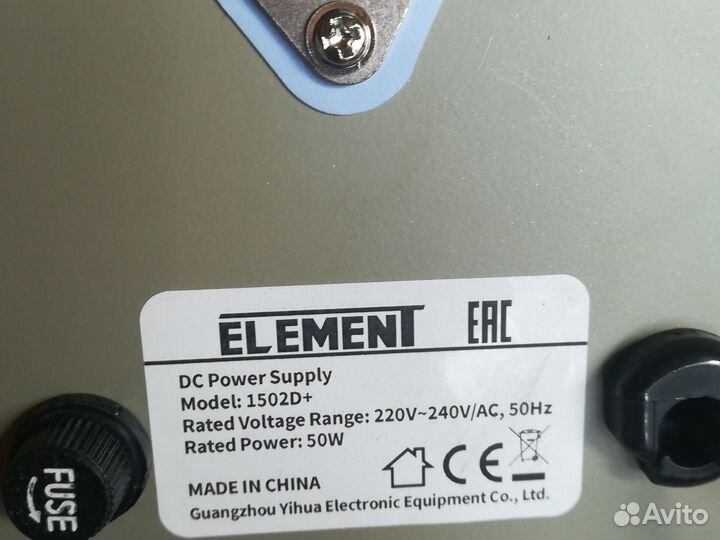 ELEMENT EAC
DC Power Supply
Model: 1502D+
Rated Voltage Range: 220V~240V/AC, 50Hz
Rated Power: 50W
CE
MADE IN CHINA
Guangzhou Yihua Electronic Equipment Co., Ltd.
FUSE
Avito